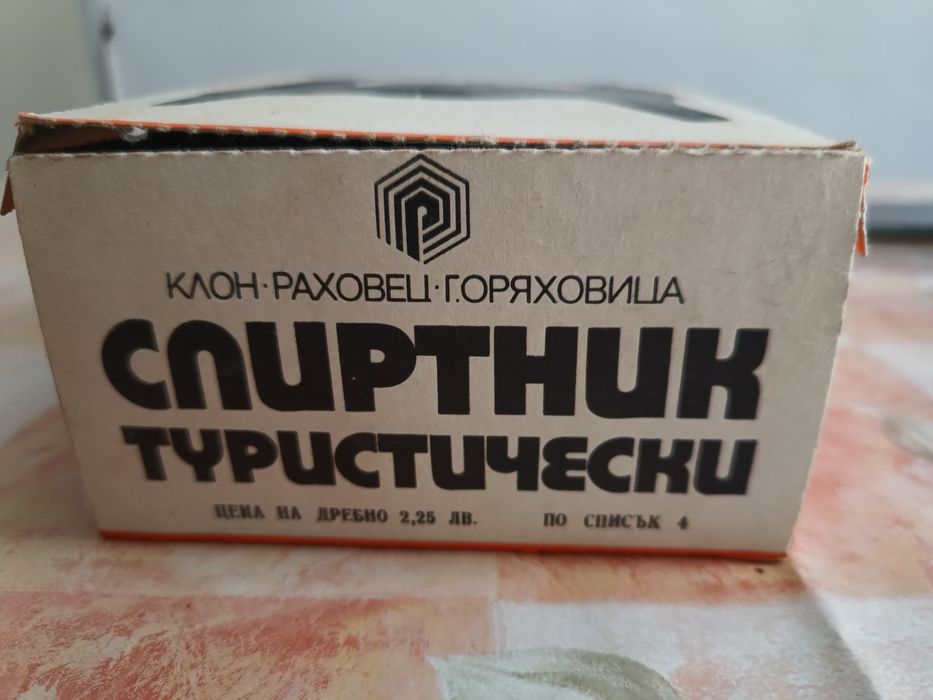 Р
КЛОН·РАХОВЕЦ·Г.ОРЯХОВИЦА
СПИРТНИК
ТУРИСТИЧЕСКИ
ЦЕНА НА ДРЕБНО 2,25 ЛВ. ПО СПИСЪК 4